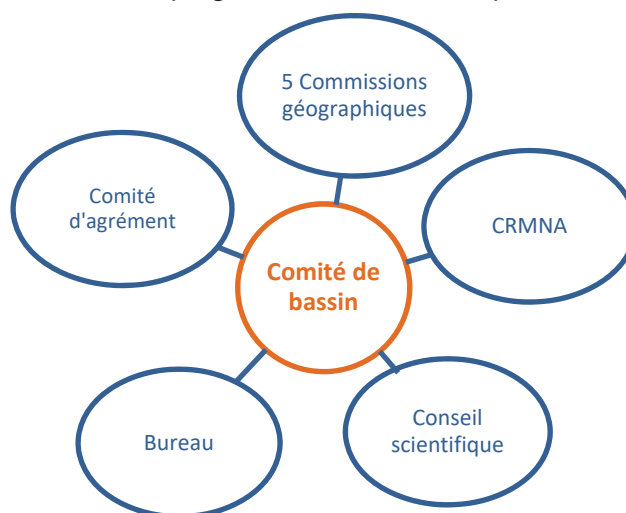 5 Commissions
géographiques
Comité
d'agrément
CRMNA
Comité de
bassin
Bureau
Conseil
scientifique